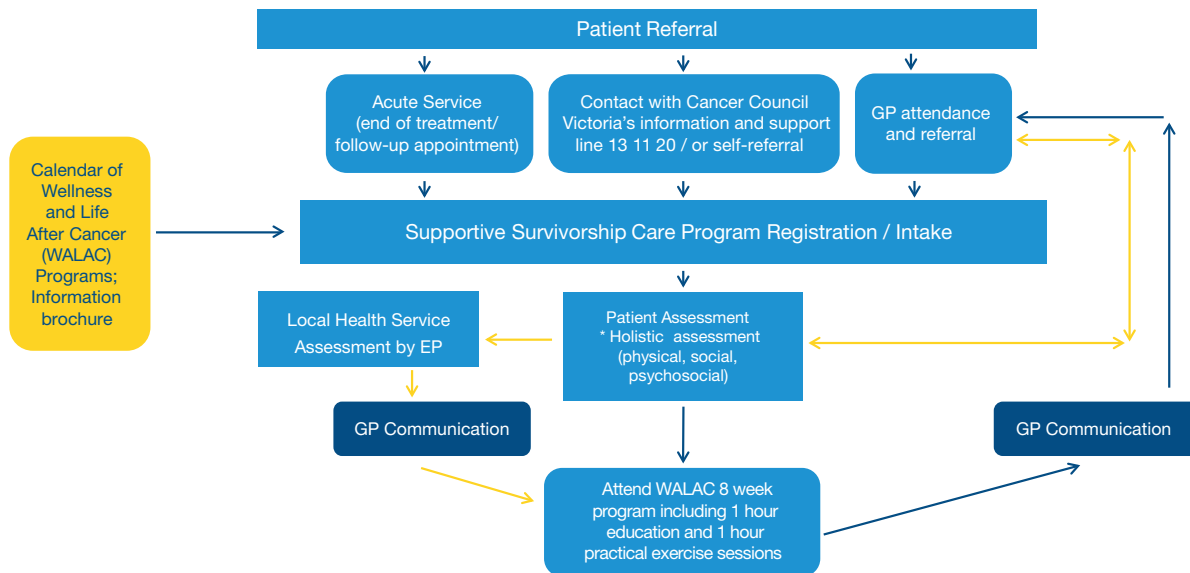 Patient Referral
Acute Service
(end of treatment/
follow-up appointment)
Contact with Cancer Council
Victoria's information and support
line 13 11 20 / or self-referral
GP attendance
and referral
Calendar of
Wellness
and Life
After Cancer
(WALAC)
Programs;
Information
brochure
Supportive Survivorship Care Program Registration / Intake
Local Health Service
Assessment by EP
Patient Assessment
* Holistic assessment
(physical, social,
psychosocial)
GP Communication
GP Communication
Attend WALAC 8 week
program including 1 hour
education and 1 hour
practical exercise sessions